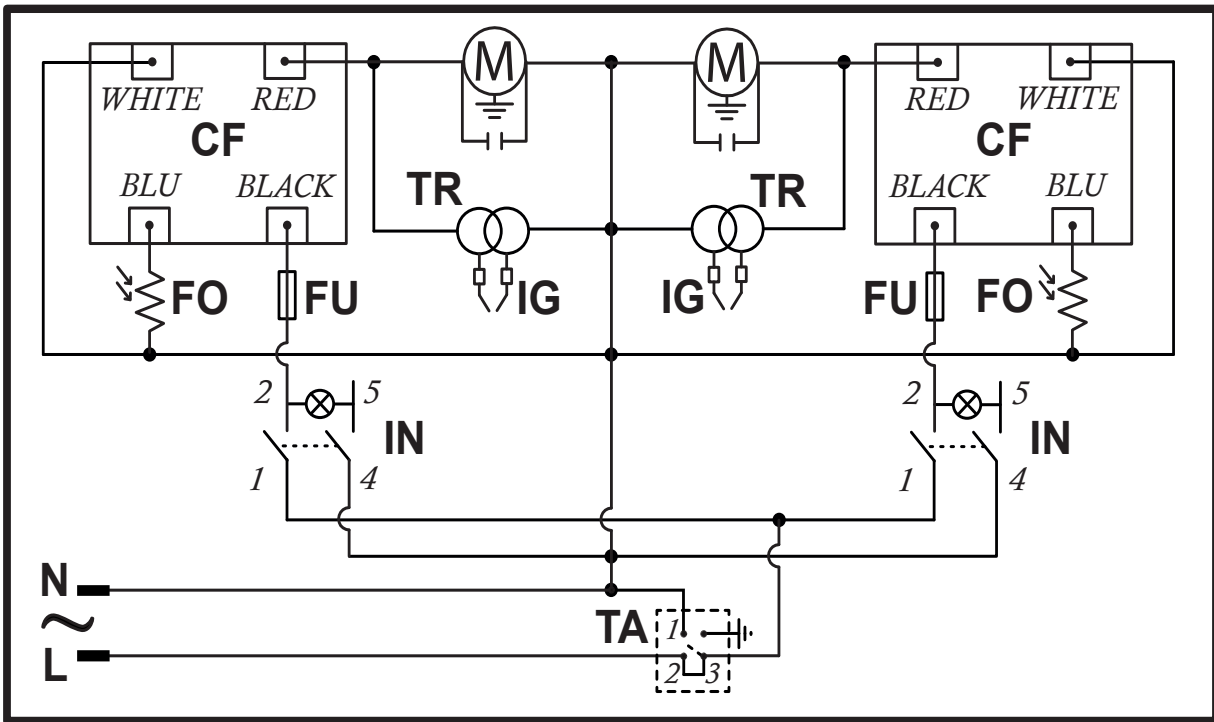 M M
WHITE RED RED WHITE
CF CF
BLU BLACK TR TR BLACK BLU
FO FU IG IG FU FO
2 5 2 5
IN IN
1 4 1 4
N
~
TA 1
L
2 3